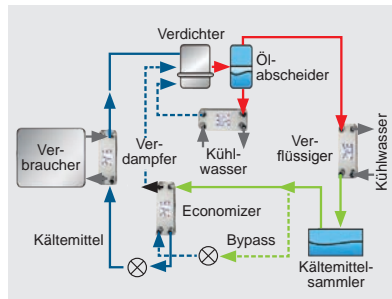 Verdichter
Öl-
abscheider
Ver-
braucher
Ver-
dampfer
Kühl-
wasser
Ver-
flüssiger
Kühlwasser
Economizer
Kältemittel
Bypass
Kältemittel-
sammler